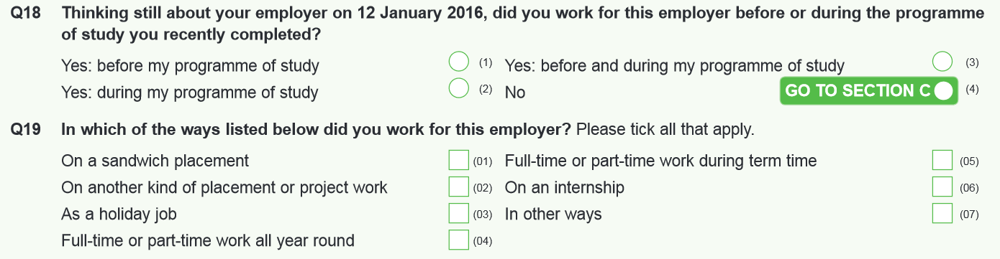 Q18 Thinking still about your employer on 12 January 2016, did you work for this employer before or during the programme
of study you recently completed?
Yes: before my programme of study (1) Yes: before and during my programme of study (3)
Yes: during my programme of study (2) No GO TO SECTION C (4)
Q19 In which of the ways listed below did you work for this employer? Please tick all that apply.
On a sandwich placement (01) Full-time or part-time work during term time (05)
On another kind of placement or project work (02) On an internship (06)
As a holiday job (03) In other ways (07)
Full-time or part-time work all year round (04)